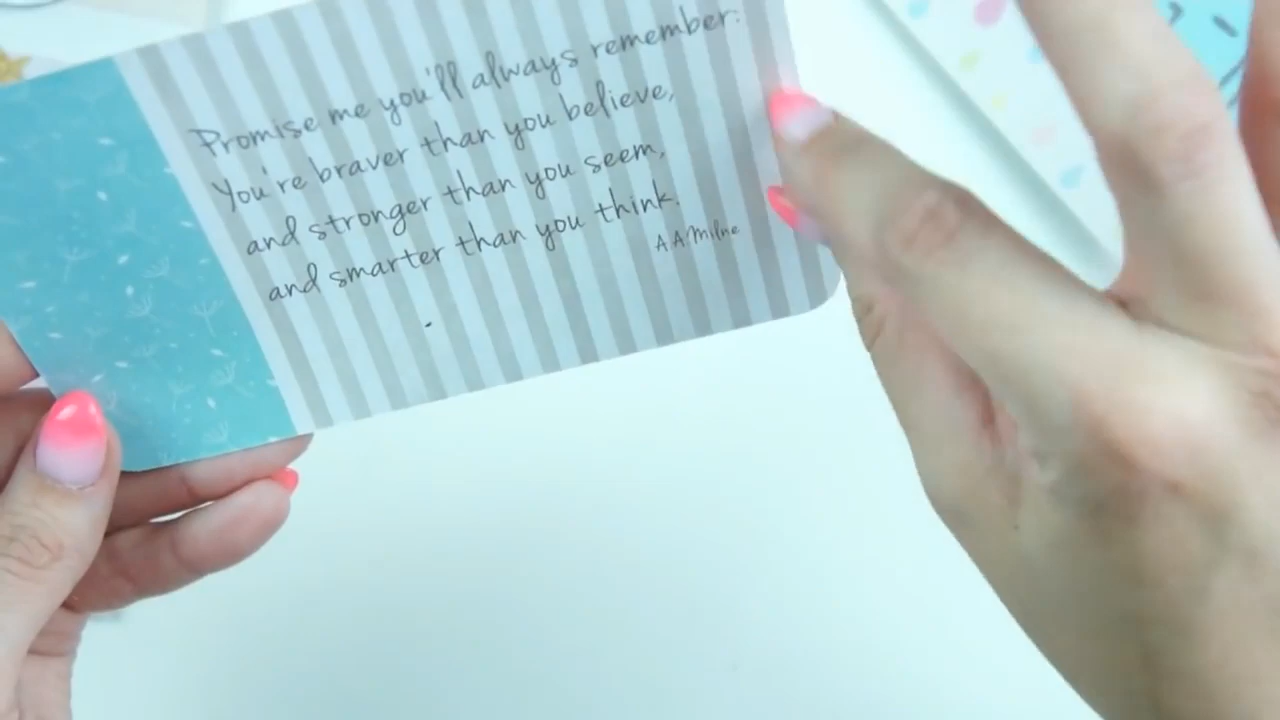 Promise me you'll always remember:
You're braver than you believe,
and stronger than you seem,
and smarter than you think.
A.A.Milne